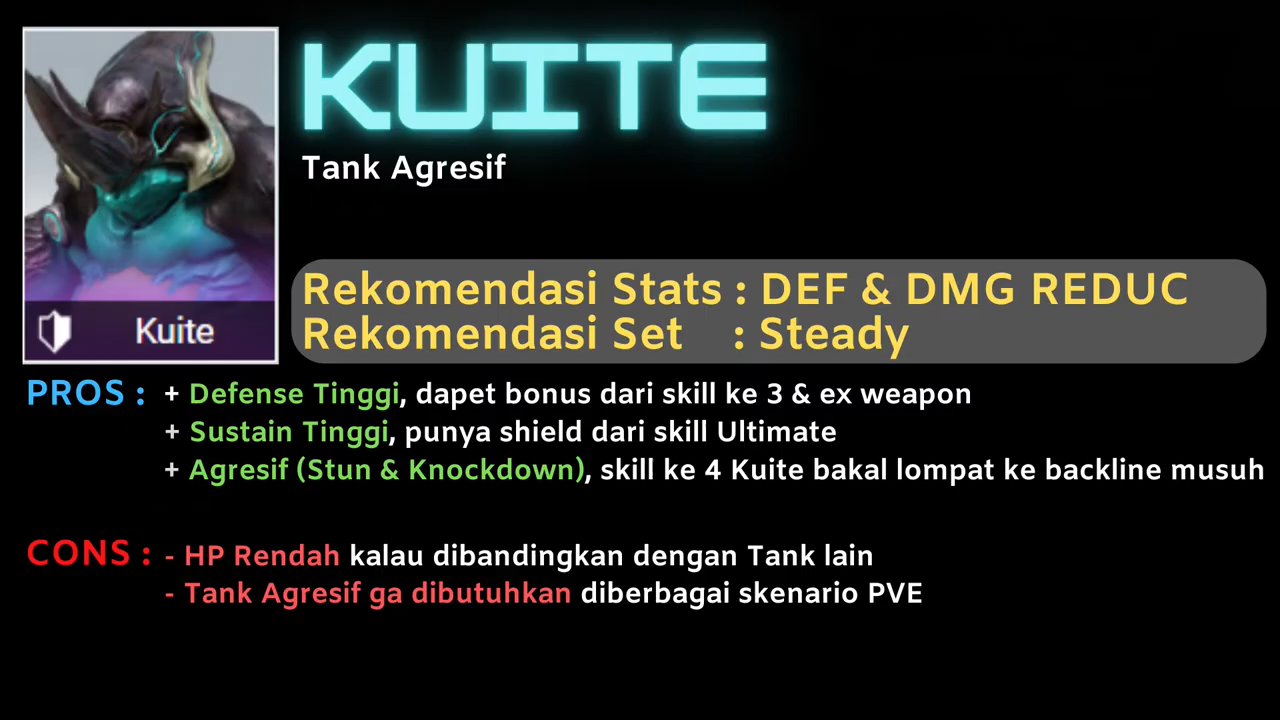 KUITE
Tank Agresif
Kuite
Rekomendasi Stats : DEF & DMG REDUC
Rekomendasi Set : Steady
PROS : + Defense Tinggi, dapet bonus dari skill ke 3 & ex weapon
+ Sustain Tinggi, punya shield dari skill Ultimate
+ Agresif (Stun & Knockdown), skill ke 4 Kuite bakal lompat ke backline musuh
CONS : - HP Rendah kalau dibandingkan dengan Tank lain
- Tank Agresif ga dibutuhkan diberbagai skenario PVE